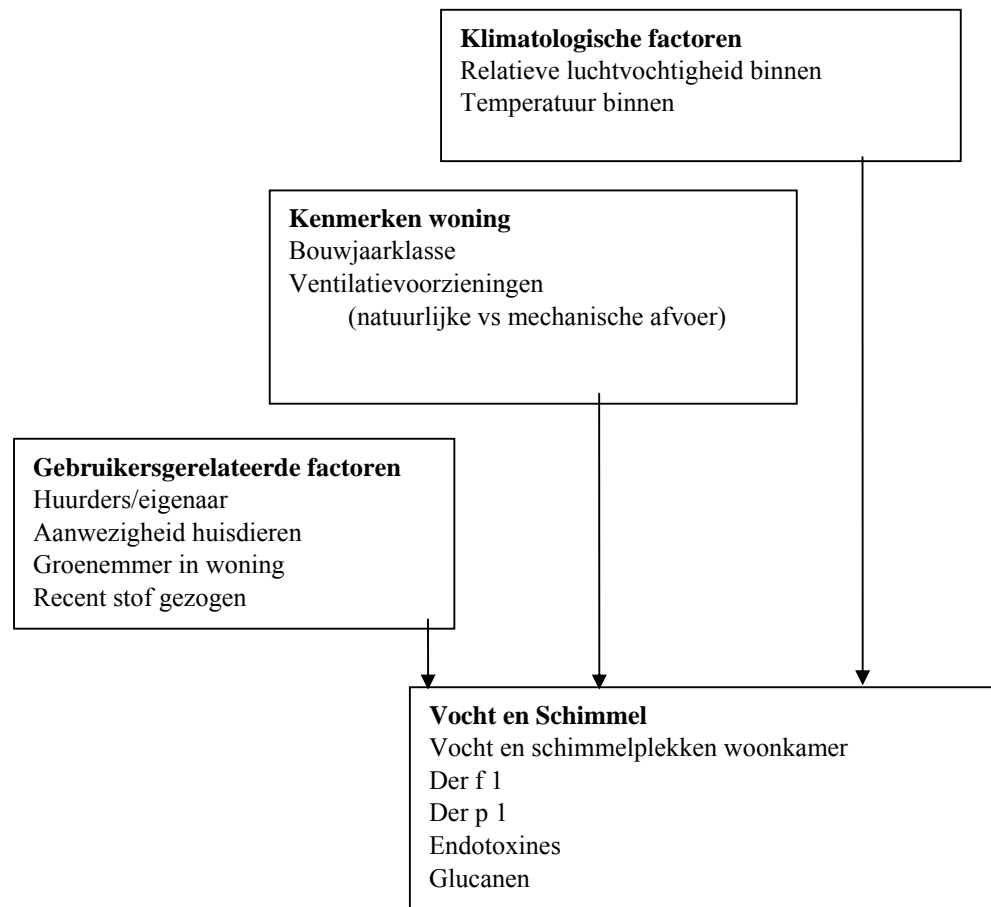 Klimatologische factoren
Relatieve luchtvochtigheid binnen
Temperatuur binnen
Kenmerken woning
Bouwjaarklasse
Ventilatievoorzieningen
(natuurlijke vs mechanische afvoer)
Gebruikersgerelateerde factoren
Huurders/eigenaar
Aanwezigheid huisdieren
Groenemmer in woning
Recent stof gezogen
Vocht en Schimmel
Vocht en schimmelplekken woonkamer
Der f 1
Der p 1
Endotoxines
Glucanen